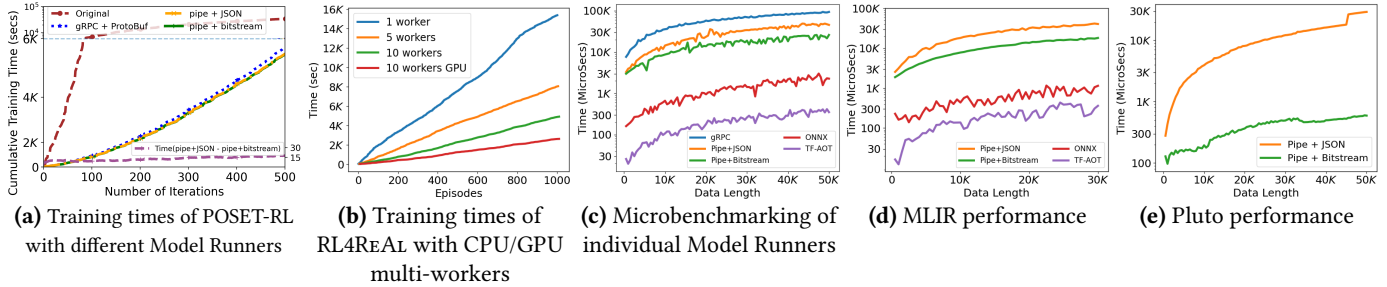 Original
gRPC + ProtoBuf
pipe + JSON
pipe + bitstream
Time(pipe+JSON - pipe+bitstream)
Cumulative Training Time (secs)
10^5
10^4
4K
2K
0
30
15
0 100 200 300 400 500
Number of Iterations
(a) Training times of POSET-RL
with different Model Runners
1 worker
5 workers
10 workers
10 workers GPU
Time (sec)
16K
14K
12K
10K
8K
6K
4K
2K
0
0 200 400 600 800 1000
Episodes
(b) Training times of
RL4REAL with CPU/GPU
multi-workers
Time (MicroSecs)
100K
30K
10K
3K
1K
300
100
30
gRPC
Pipe+JSON
Pipe+Bitstream
ONNX
TF-AOT
0 10K 20K 30K 40K 50K
Data Length
(c) Microbenchmarking of
individual Model Runners
Time (MicroSecs)
100K
30K
10K
3K
1K
300
100
30
Pipe+JSON
Pipe+Bitstream
ONNX
TF-AOT
0 10K 20K 30K
Data Length
(d) MLIR performance
Time (MicroSecs)
30K
10K
3K
1K
300
100
Pipe + JSON
Pipe + Bitstream
0 10K 20K 30K 40K 50K
Data Length
(e) Pluto performance